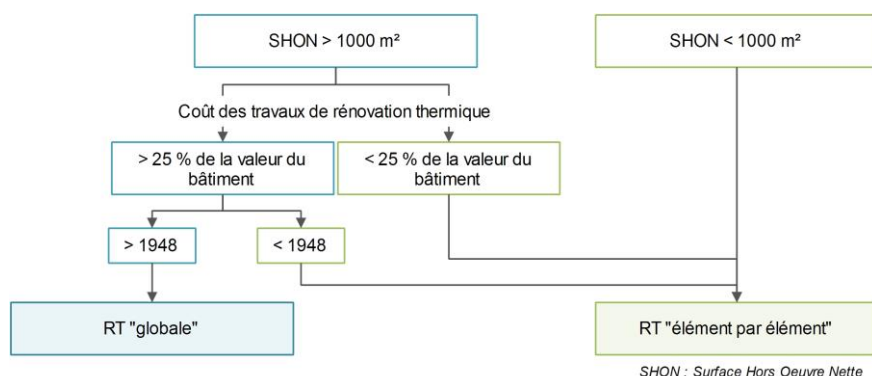 SHON > 1000 m²
SHON < 1000 m²
Coût des travaux de rénovation thermique
> 25 % de la valeur du
bâtiment
< 25 % de la valeur du
bâtiment
> 1948
< 1948
RT "globale"
RT "élément par élément"
SHON : Surface Hors Oeuvre Nette